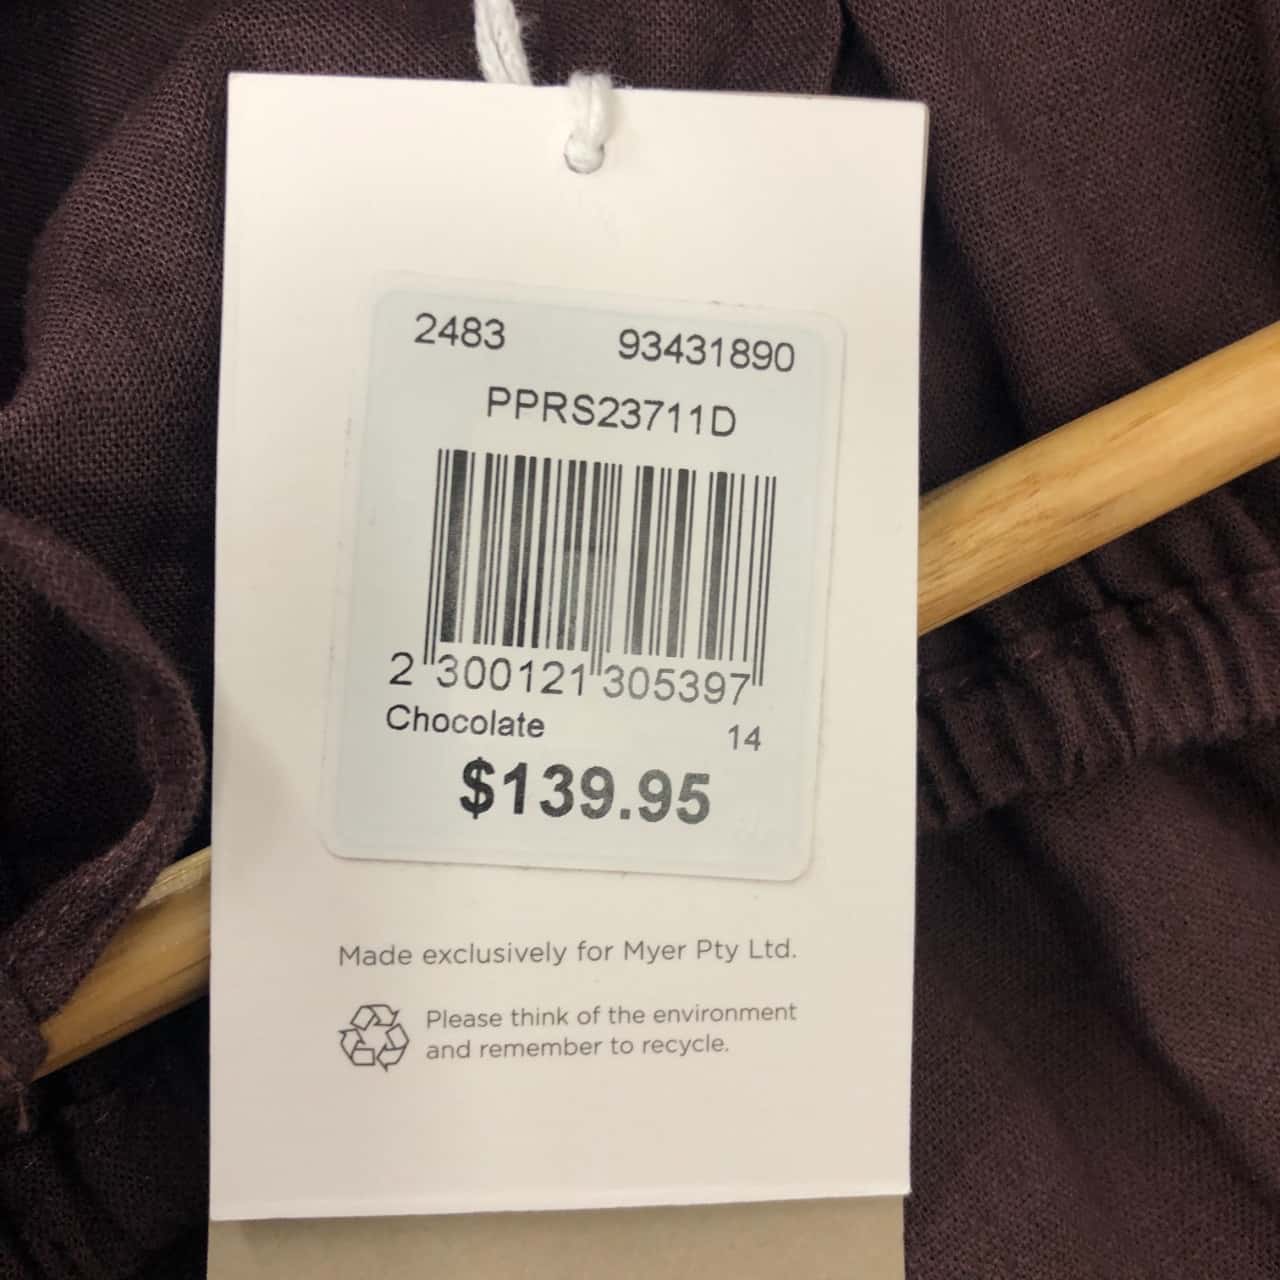 2483 93431890
PPRS23711D
2 300121 305397
Chocolate 14
$139.95
Made exclusively for Myer Pty Ltd.
Please think of the environment
and remember to recycle.